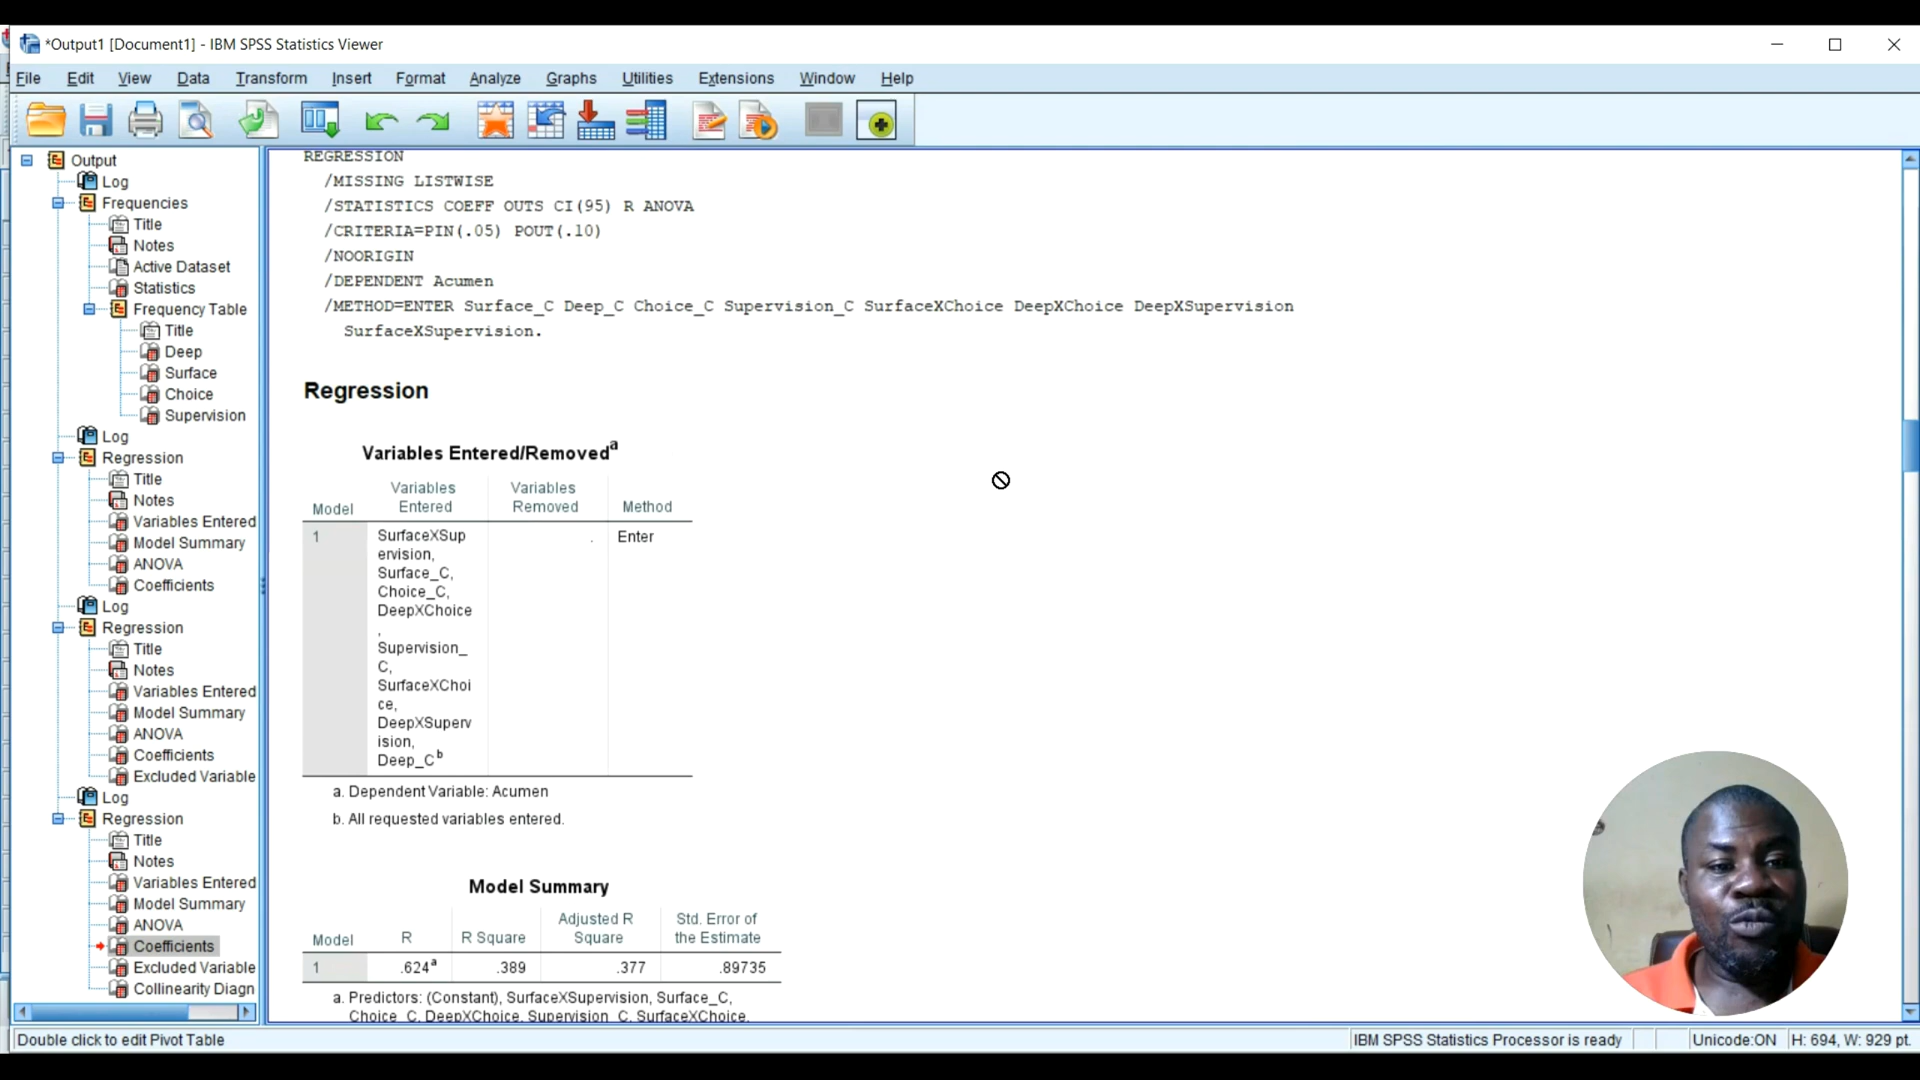 *Output1 [Document1] - IBM SPSS Statistics Viewer
File Edit View Data Transform Insert Format Analyze Graphs Utilities Extensions Window Help
Output
Log
Frequencies
Title
Notes
Active Dataset
Statistics
Frequency Table
Title
Deep
Surface
Choice
Supervision
Log
Regression
Title
Notes
Variables Entered
Model Summary
ANOVA
Coefficients
Log
Regression
Title
Notes
Variables Entered
Model Summary
ANOVA
Coefficients
Excluded Variable
Log
Regression
Title
Notes
Variables Entered
Model Summary
ANOVA
Coefficients
Excluded Variable
Collinearity Diagn
REGRESSION
/MISSING LISTWISE
/STATISTICS COEFF OUTS CI(95) R ANOVA
/CRITERIA=PIN(.05) POUT(.10)
/NOORIGIN
/DEPENDENT Acumen
/METHOD=ENTER Surface_C Deep_C Choice_C Supervision_C SurfaceXChoice DeepXChoice DeepXSupervision
SurfaceXSupervision.
Regression
Variables Entered/Removedᵃ
Model Variables Entered Variables Removed Method
1 SurfaceXSup . Enter
ervision,
Surface_C,
Choice_C,
DeepXChoice
,
Supervision_
C,
SurfaceXChoi
ce,
DeepXSuperv
ision,
Deep_Cᵇ
a. Dependent Variable: Acumen
b. All requested variables entered.
Model Summary
Model R R Square Adjusted R Square Std. Error of the Estimate
1 .624ᵃ .389 .377 .89735
a. Predictors: (Constant), SurfaceXSupervision, Surface_C,
Choice_C, DeepXChoice, Supervision_C, SurfaceXChoice,
Double click to edit Pivot Table IBM SPSS Statistics Processor is ready Unicode:ON H: 694, W: 929 pt.